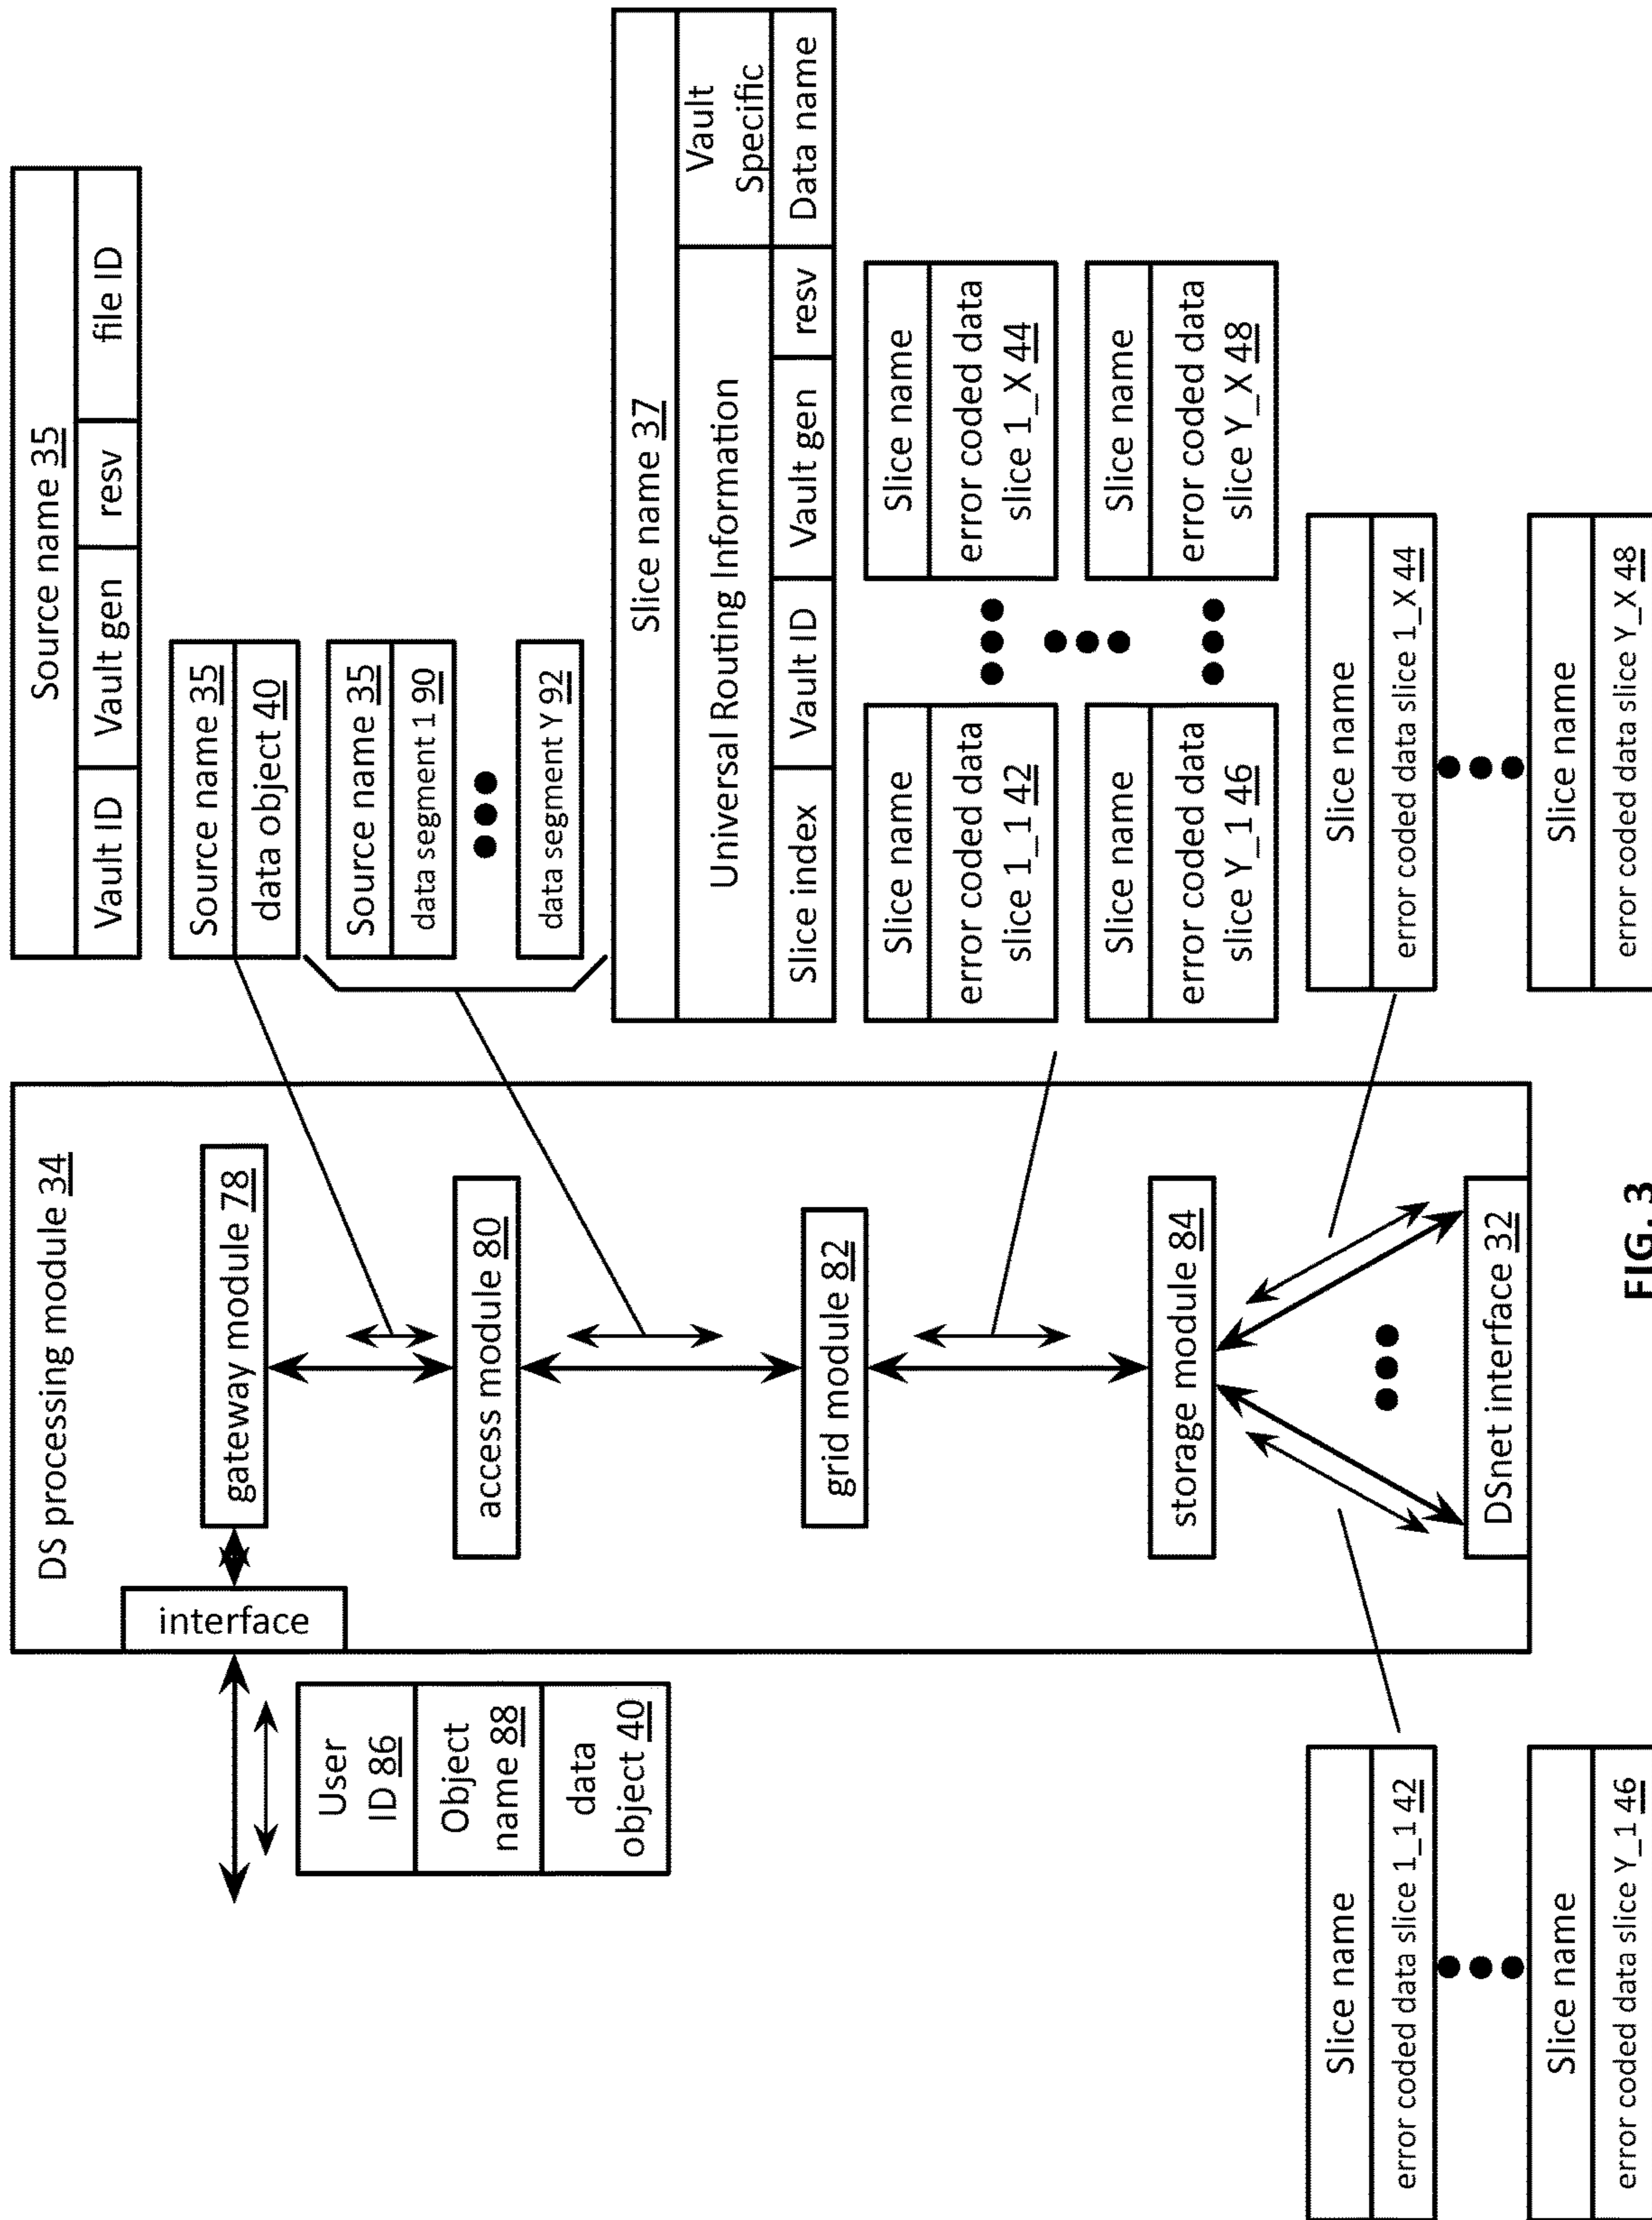 DS processing module 34
interface
gateway module 78
access module 80
grid module 82
storage module 84
DSnet interface 32
User
ID 86
Object
name 88
data
object 40
Source name 35
Vault ID
Vault gen
resv
file ID
Source name 35
data object 40
Source name 35
data segment 1 90
data segment Y 92
Slice name 37
Universal Routing Information
Vault
Specific
Slice index
Vault ID
Vault gen
resv
Data name
Slice name
error coded data
slice 1_1 42
Slice name
error coded data
slice 1_X 44
Slice name
error coded data
slice Y_1 46
Slice name
error coded data
slice Y_X 48
Slice name
error coded data slice 1_1 42
Slice name
error coded data slice Y_1 46
Slice name
error coded data slice 1_X 44
Slice name
error coded data slice Y_X 48
FIG. 3